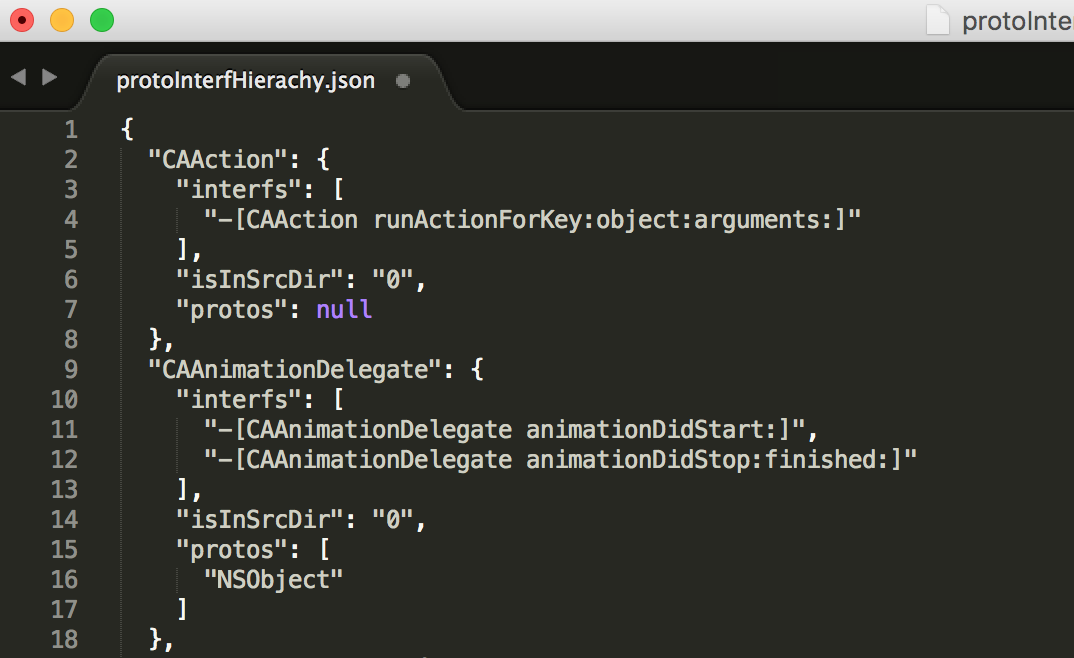 protoInte
protoInterfHierachy.json
1 {
2 "CAAction": {
3 "interfs": [
4 "-[CAAction runActionForKey:object:arguments:]"
5 ],
6 "isInSrcDir": "0",
7 "protos": null
8 },
9 "CAAnimationDelegate": {
10 "interfs": [
11 "-[CAAnimationDelegate animationDidStart:]",
12 "-[CAAnimationDelegate animationDidStop:finished:]"
13 ],
14 "isInSrcDir": "0",
15 "protos": [
16 "NSObject"
17 ]
18 },